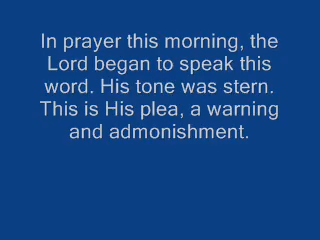 In prayer this morning, the
Lord began to speak this
word. His tone was stern.
This is His plea, a warning
and admonishment.